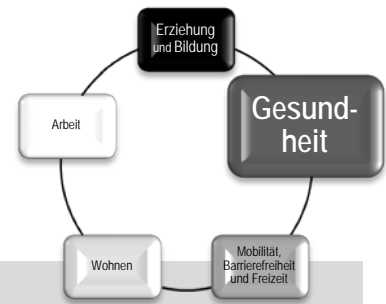 Erziehung
und Bildung
Gesund-
heit
Arbeit
Wohnen
Mobilität,
Barrierefreiheit
und Freizeit